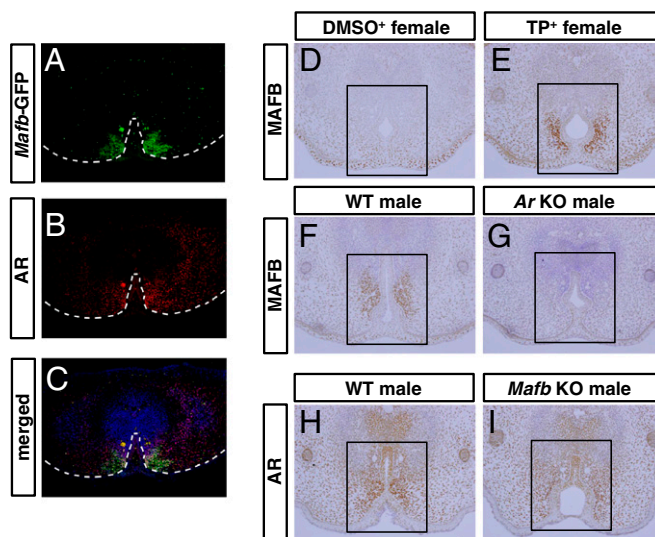 DMSO⁺ female
TP⁺ female
A
Mafb-GFP
D
E
MAFB
B
AR
WT male
Ar KO male
F
G
MAFB
C
merged
WT male
Mafb KO male
H
I
AR